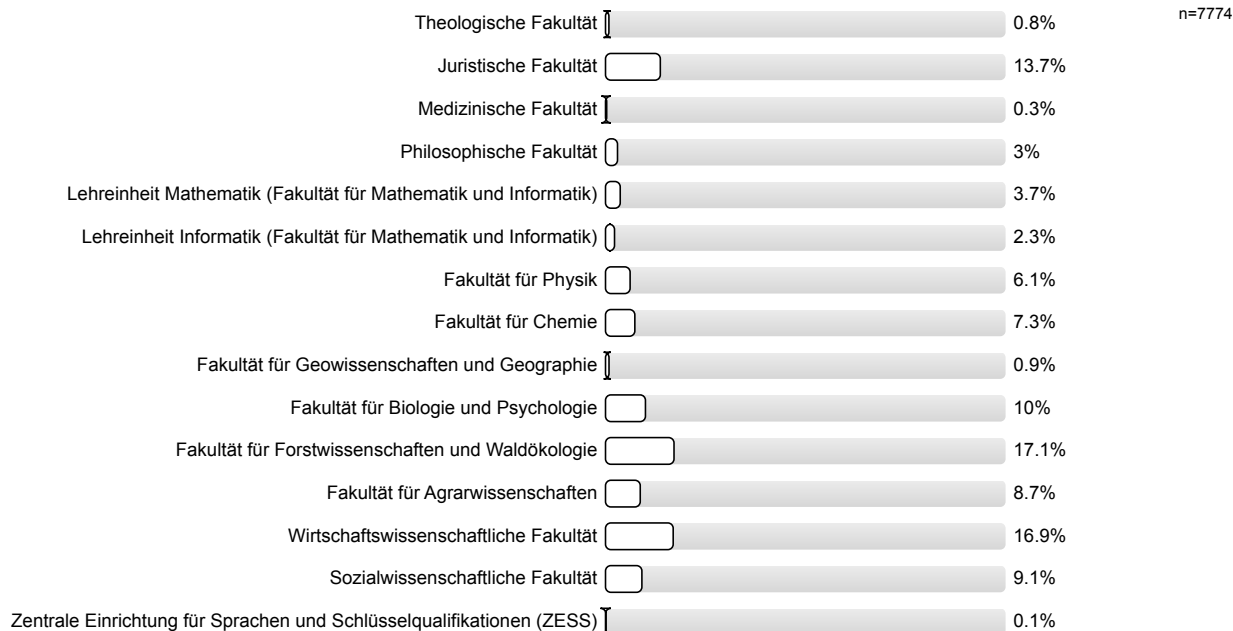 n=7774
Theologische Fakultät 0.8%
Juristische Fakultät 13.7%
Medizinische Fakultät 0.3%
Philosophische Fakultät 3%
Lehreinheit Mathematik (Fakultät für Mathematik und Informatik) 3.7%
Lehreinheit Informatik (Fakultät für Mathematik und Informatik) 2.3%
Fakultät für Physik 6.1%
Fakultät für Chemie 7.3%
Fakultät für Geowissenschaften und Geographie 0.9%
Fakultät für Biologie und Psychologie 10%
Fakultät für Forstwissenschaften und Waldökologie 17.1%
Fakultät für Agrarwissenschaften 8.7%
Wirtschaftswissenschaftliche Fakultät 16.9%
Sozialwissenschaftliche Fakultät 9.1%
Zentrale Einrichtung für Sprachen und Schlüsselqualifikationen (ZESS) 0.1%